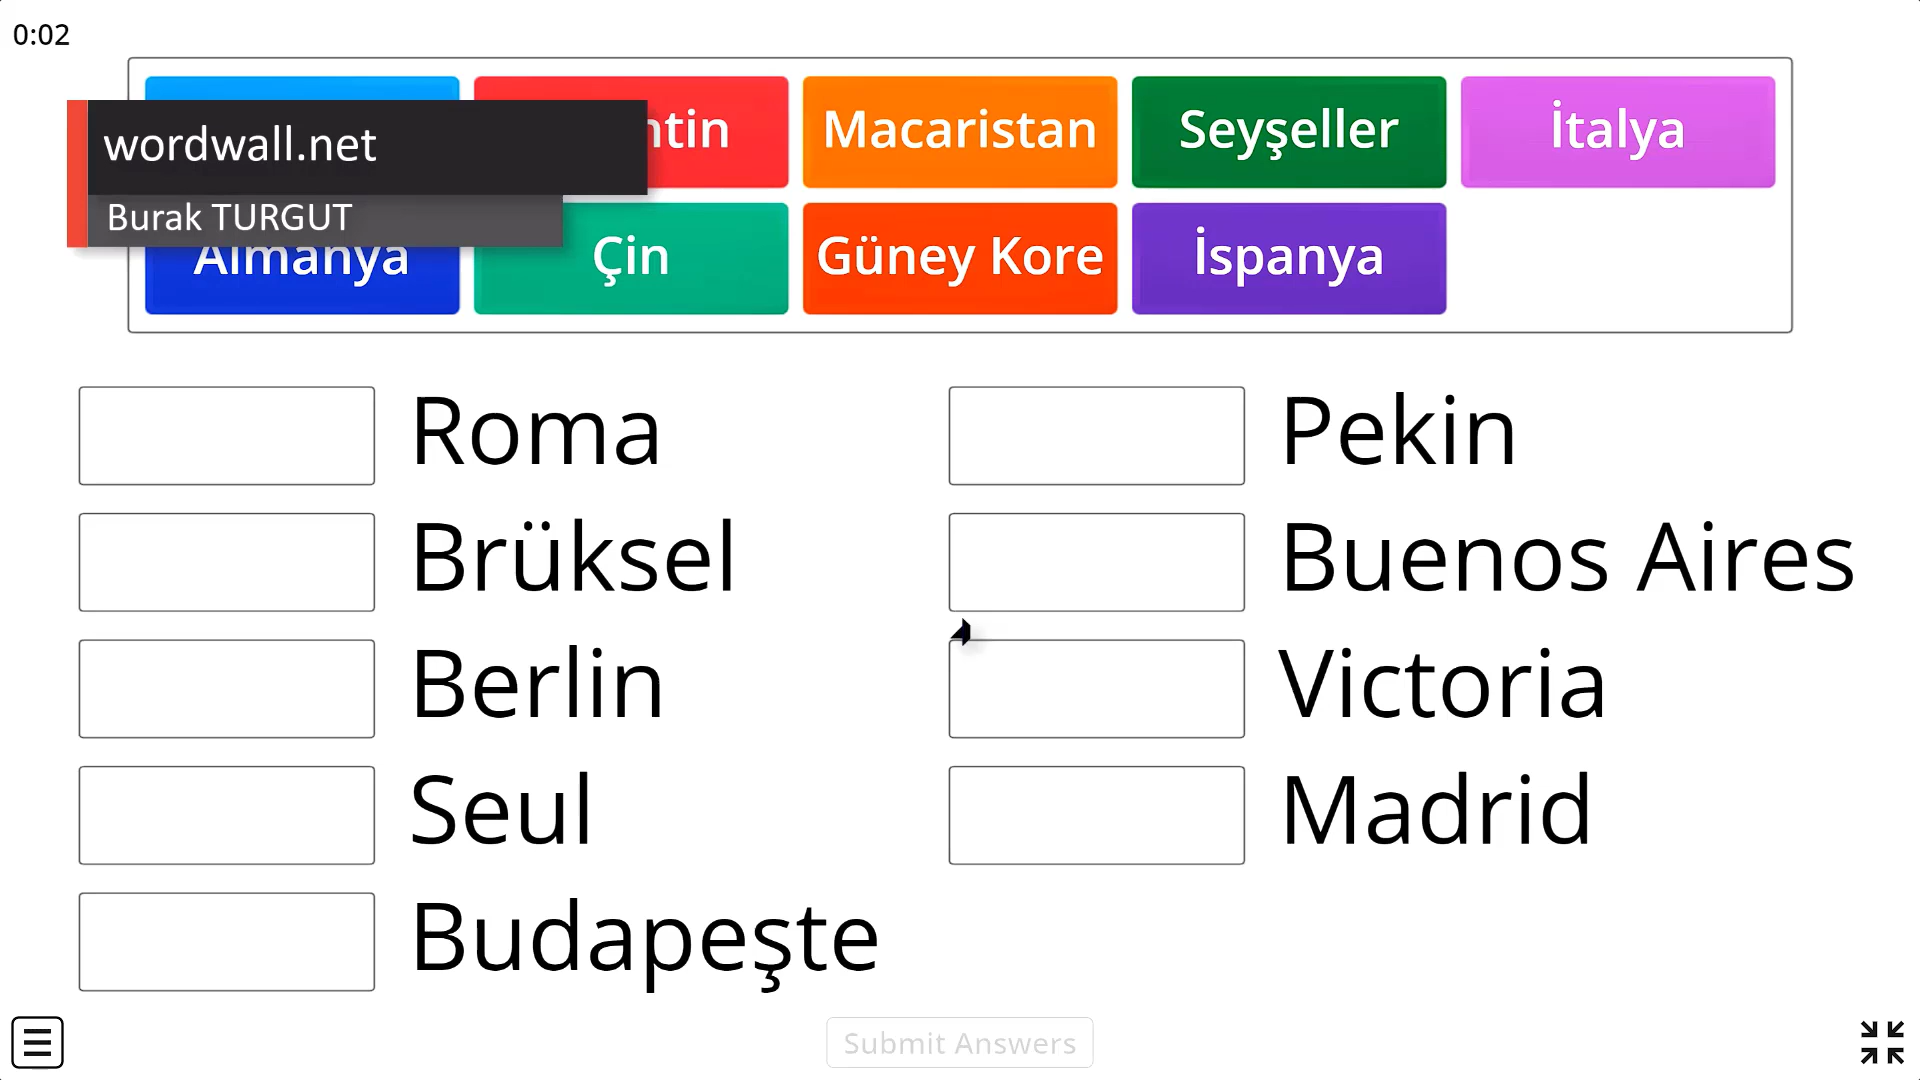 0:02
wordwall.net
Burak TURGUT
ntin
Macaristan
Seyşeller
İtalya
Almanya
Çin
Güney Kore
İspanya
Roma
Pekin
Brüksel
Buenos Aires
Berlin
Victoria
Seul
Madrid
Budapeşte
Submit Answers